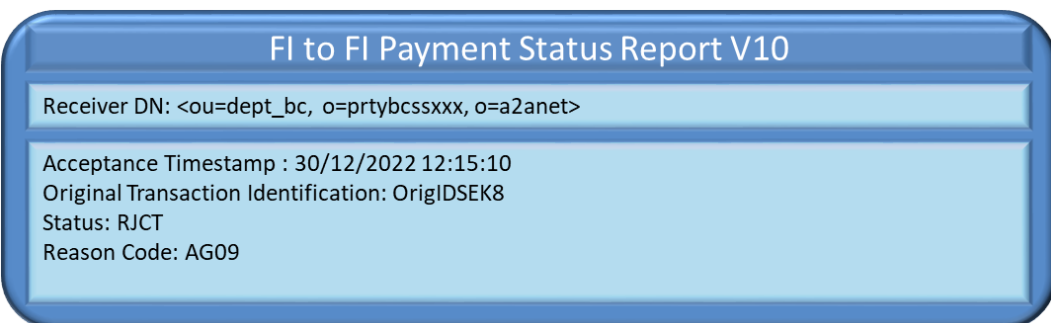 FI to FI Payment Status Report V10
Receiver DN: <ou=dept_bc, o=prtybcssxxx, o=a2anet>
Acceptance Timestamp : 30/12/2022 12:15:10
Original Transaction Identification: OrigIDSEK8
Status: RJCT
Reason Code: AG09